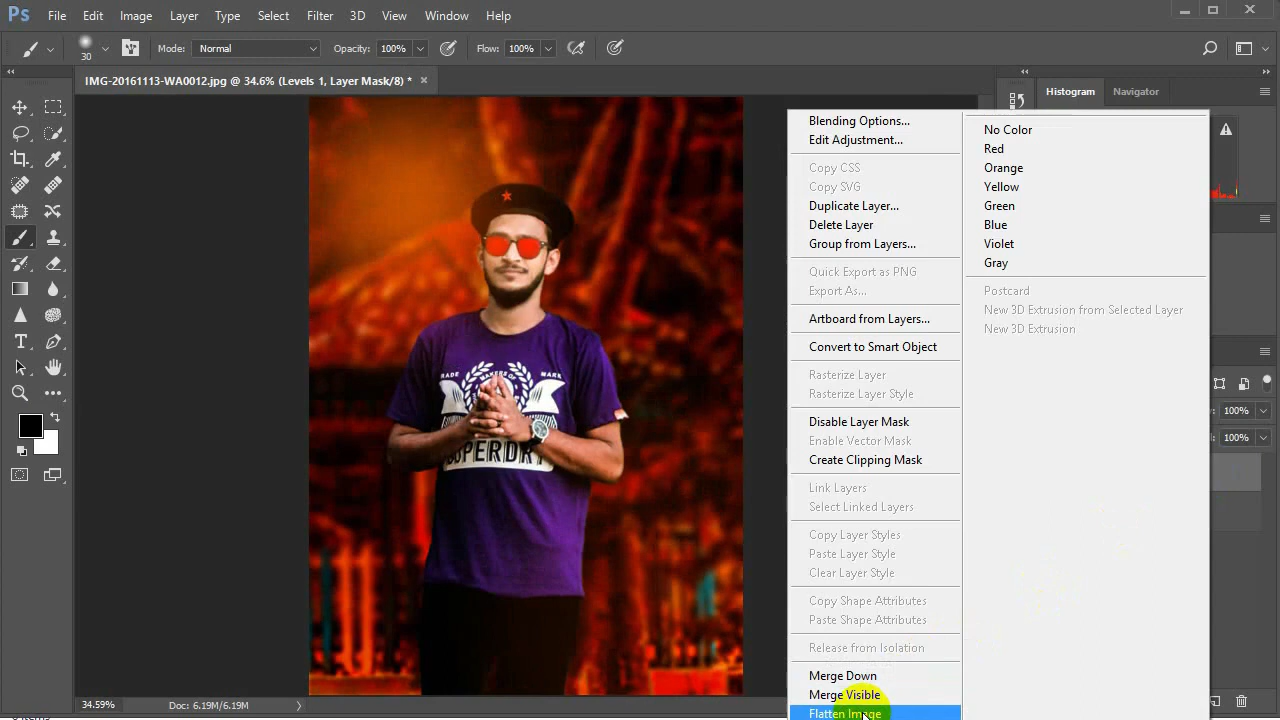 Ps File Edit Image Layer Type Select Filter 3D View Window Help
30 Mode: Normal Opacity: 100% Flow: 100%
IMG-20161113-WA0012.jpg @ 34.6% (Levels 1, Layer Mask/8) *
Histogram Navigator
Blending Options...
Edit Adjustment...
Copy CSS
Copy SVG
Duplicate Layer...
Delete Layer
Group from Layers...
Quick Export as PNG
Export As...
Artboard from Layers...
Convert to Smart Object
Rasterize Layer
Rasterize Layer Style
Disable Layer Mask
Enable Vector Mask
Create Clipping Mask
Link Layers
Select Linked Layers
Copy Layer Styles
Paste Layer Style
Clear Layer Style
Copy Shape Attributes
Paste Shape Attributes
Release from Isolation
Merge Down
Merge Visible
Flatten Image
No Color
Red
Orange
Yellow
Green
Blue
Violet
Gray
Postcard
New 3D Extrusion from Selected Layer
New 3D Extrusion
100%
100%
TRADE MARK
MAKERS OF
SUPERDRY
34.59% Doc: 6.19M/6.19M